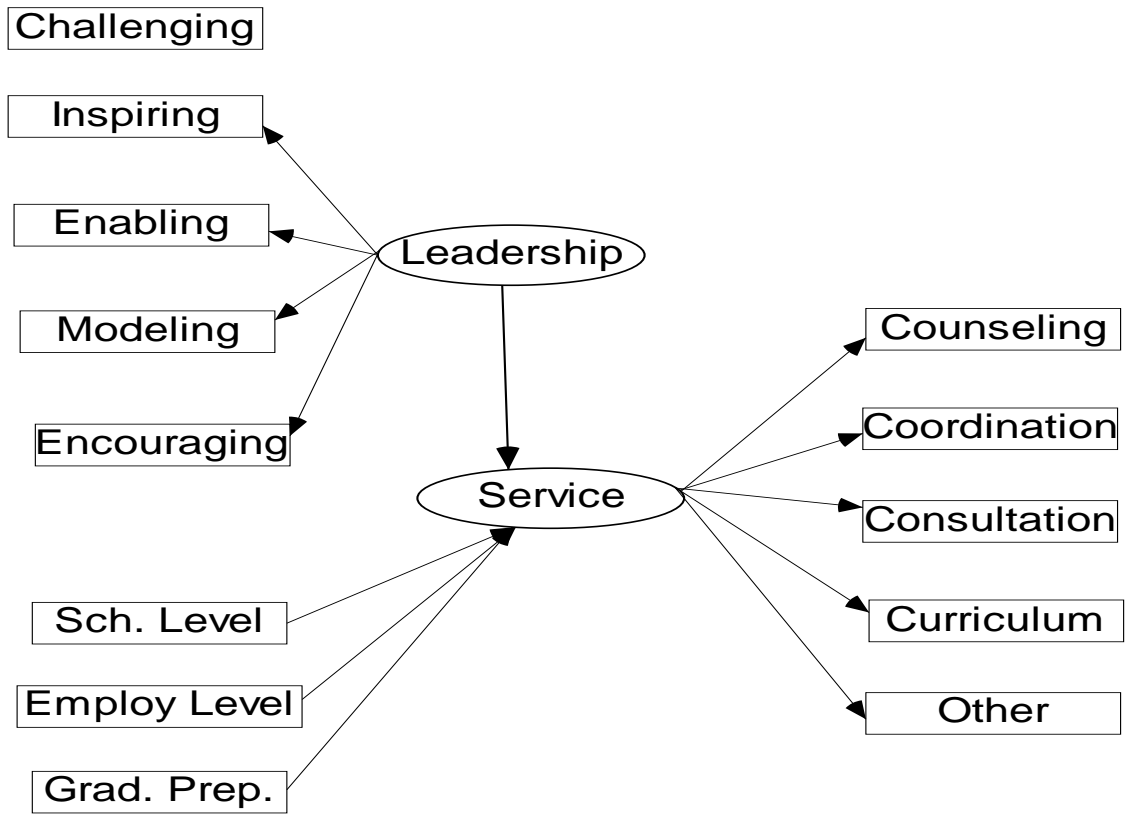 Challenging
Inspiring
Enabling
Modeling
Encouraging
Leadership
Service
Sch. Level
Employ Level
Grad. Prep.
Counseling
Coordination
Consultation
Curriculum
Other